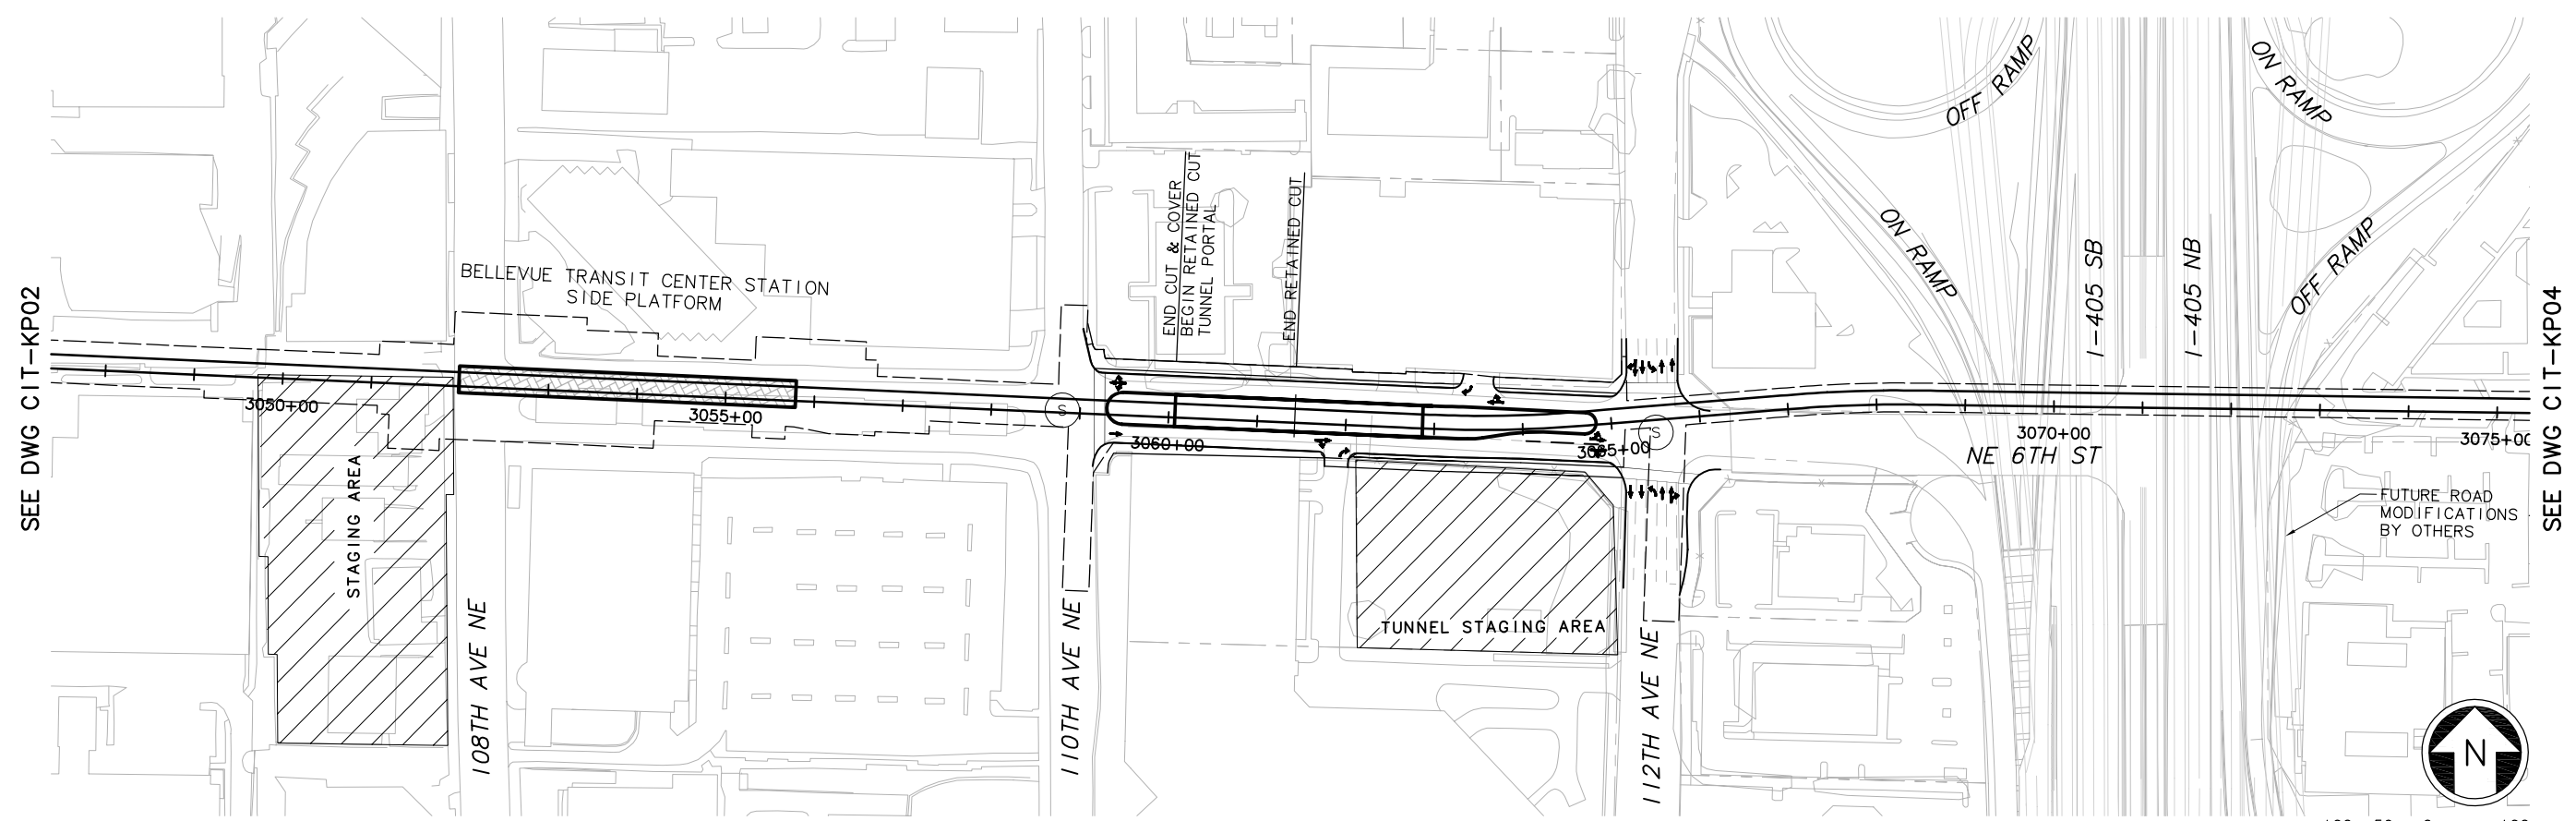 SEE DWG CIT-KP02
BELLEVUE TRANSIT CENTER STATION
SIDE PLATFORM
3050+00
3055+00
STAGING AREA
108TH AVE NE
110TH AVE NE
S
END CUT & COVER
BEGIN RETAINED CUT
TUNNEL PORTAL
END RETAINED CUT
3060+00
3065+00
S
TUNNEL STAGING AREA
112TH AVE NE
OFF RAMP
ON RAMP
ON RAMP
OFF RAMP
I-405 SB
I-405 NB
3070+00
NE 6TH ST
3075+00
FUTURE ROAD
MODIFICATIONS
BY OTHERS
SEE DWG CIT-KP04
N